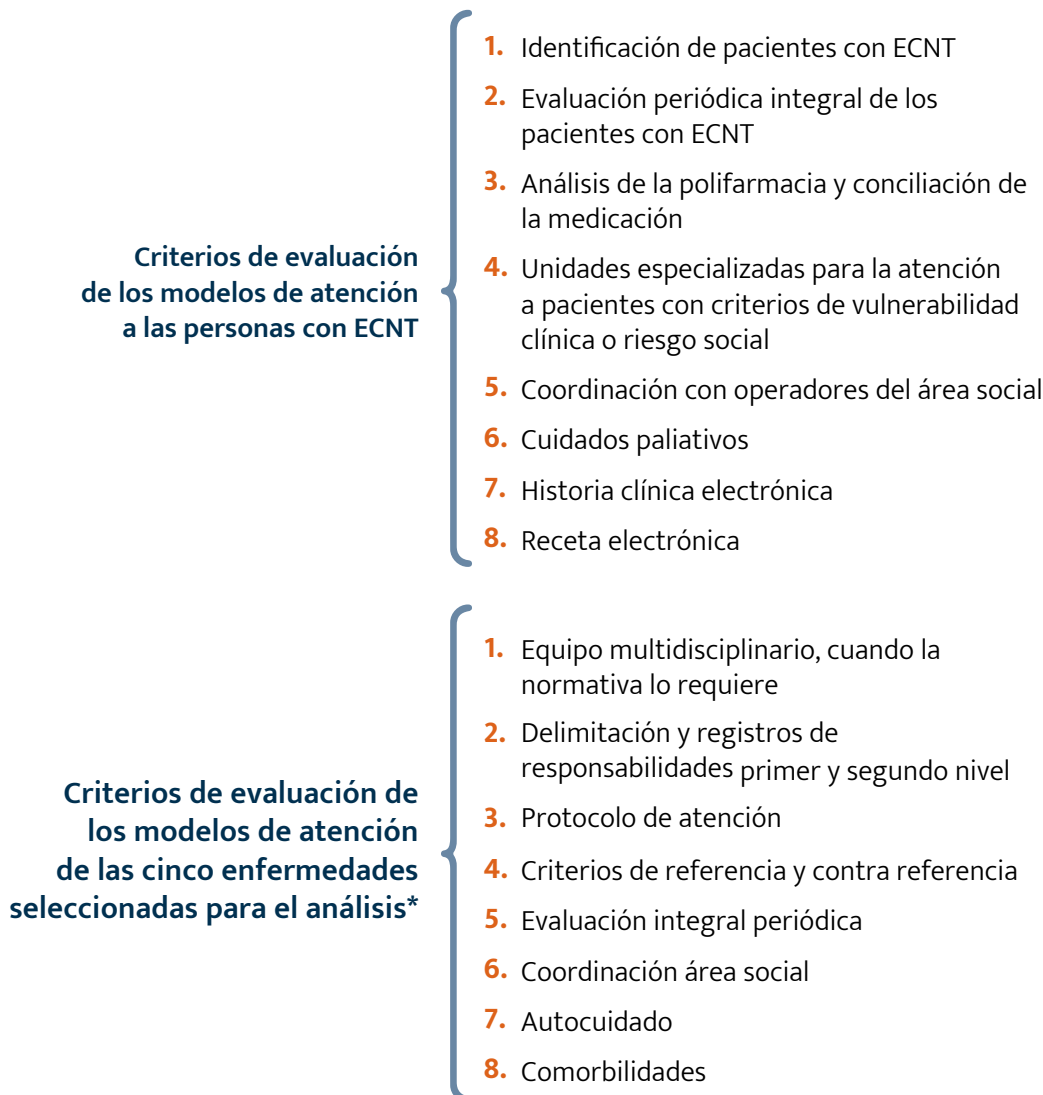 Criterios de evaluación
de los modelos de atención
a las personas con ECNT
1. Identificación de pacientes con ECNT
2. Evaluación periódica integral de los
pacientes con ECNT
3. Análisis de la polifarmacia y conciliación de
la medicación
4. Unidades especializadas para la atención
a pacientes con criterios de vulnerabilidad
clínica o riesgo social
5. Coordinación con operadores del área social
6. Cuidados paliativos
7. Historia clínica electrónica
8. Receta electrónica
Criterios de evaluación de
los modelos de atención
de las cinco enfermedades
seleccionadas para el análisis*
1. Equipo multidisciplinario, cuando la
normativa lo requiere
2. Delimitación y registros de
responsabilidades primer y segundo nivel
3. Protocolo de atención
4. Criterios de referencia y contra referencia
5. Evaluación integral periódica
6. Coordinación área social
7. Autocuidado
8. Comorbilidades